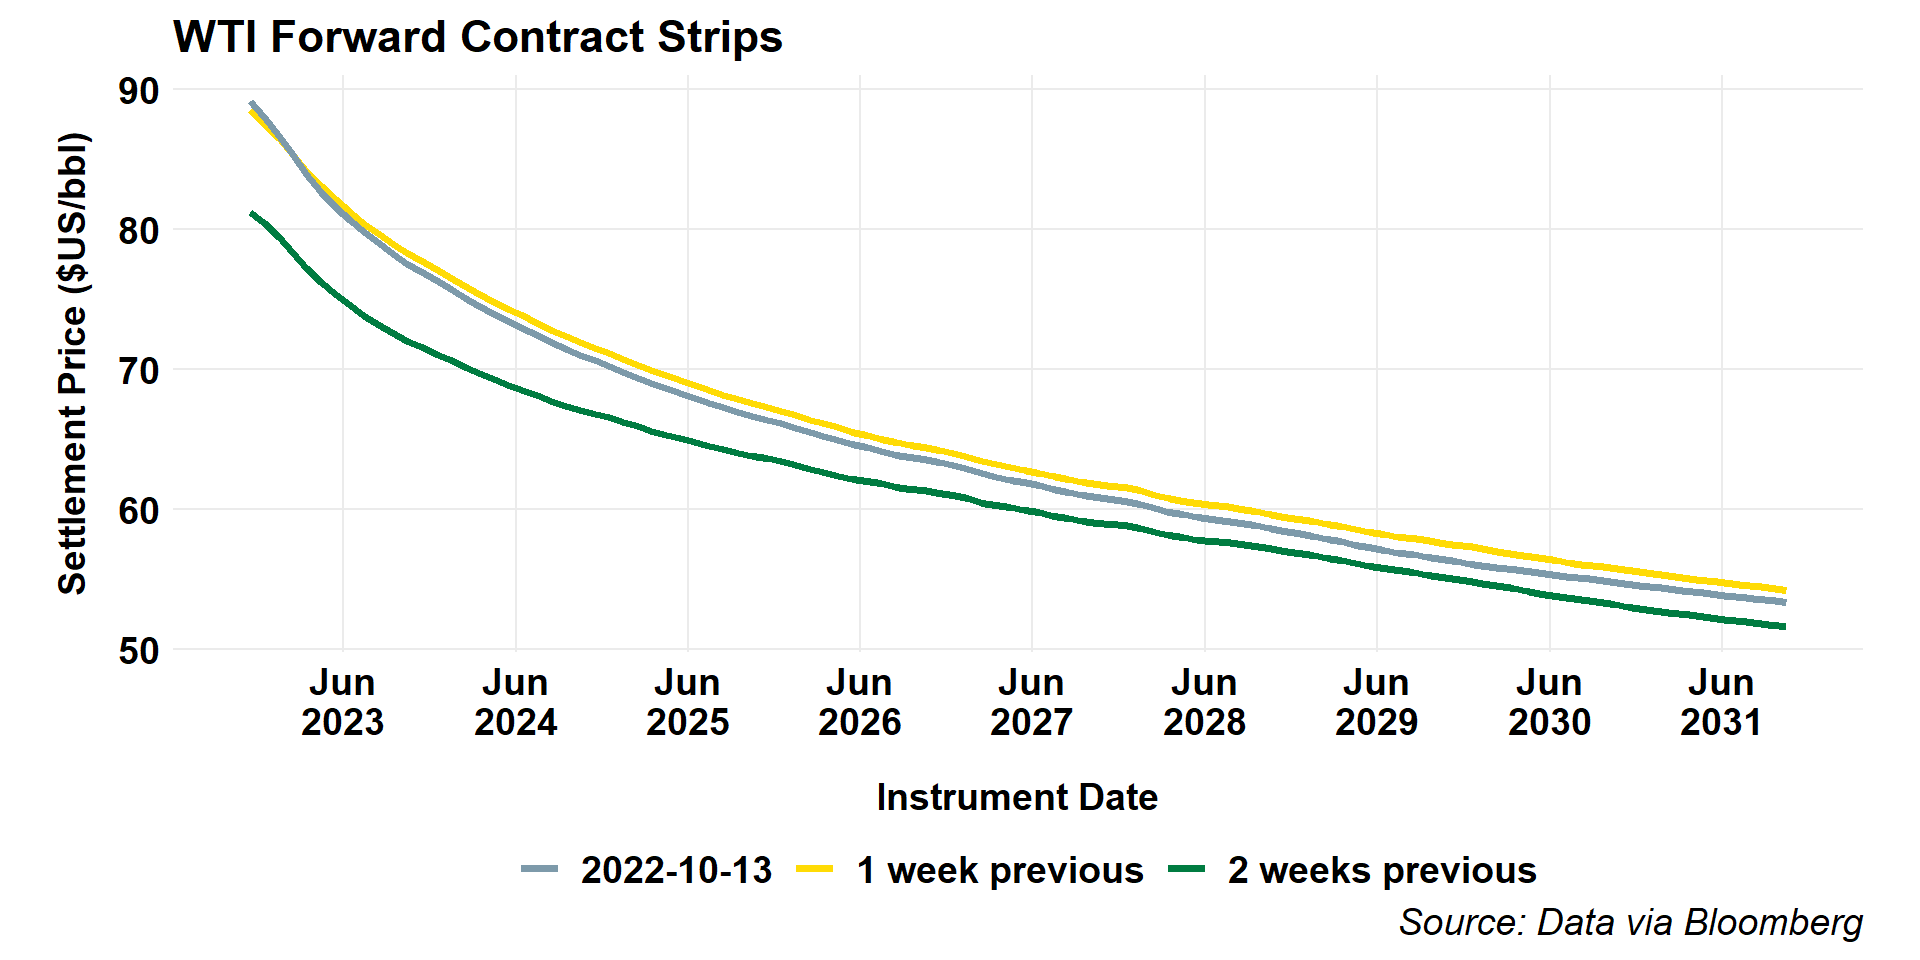 WTI Forward Contract Strips
Settlement Price ($US/bbl)
90
80
70
60
50
Jun 2023
Jun 2024
Jun 2025
Jun 2026
Jun 2027
Jun 2028
Jun 2029
Jun 2030
Jun 2031
Instrument Date
2022-10-13 1 week previous 2 weeks previous
Source: Data via Bloomberg